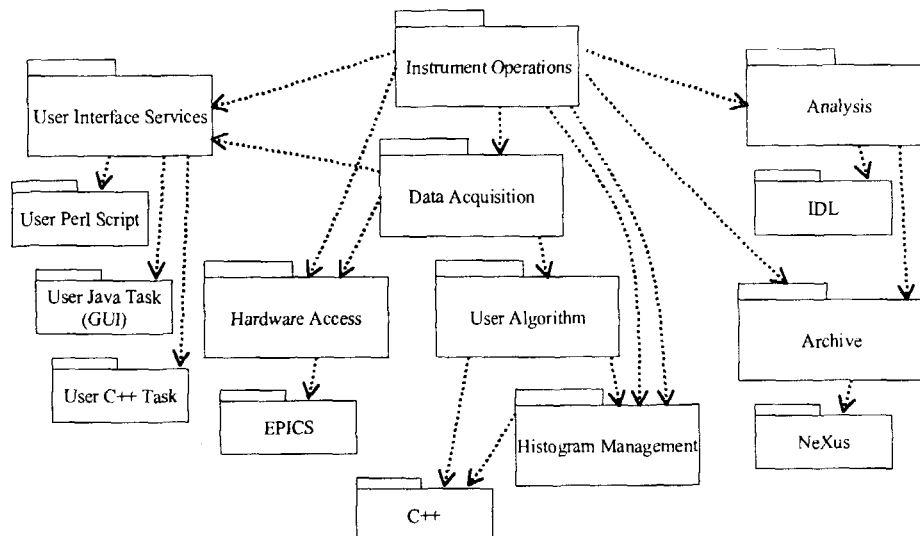 Instrument Operations
User Interface Services
Analysis
Data Acquisition
User Perl Script
IDL
User Java Task
(GUI)
Hardware Access
User Algorithm
Archive
User C++ Task
EPICS
Histogram Management
NeXus
C++